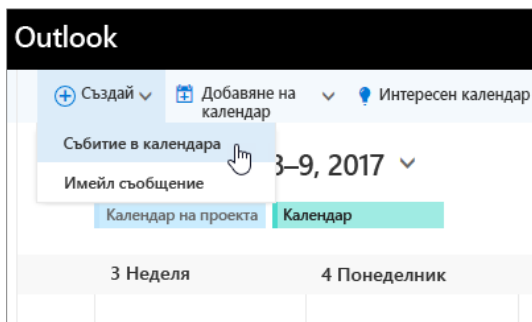 Outlook
Създай
Добавяне на
календар
Интересен календар
Събитие в календара
Имейл съобщение
3–9, 2017
Календар на проекта
Календар
3 Неделя
4 Понеделник